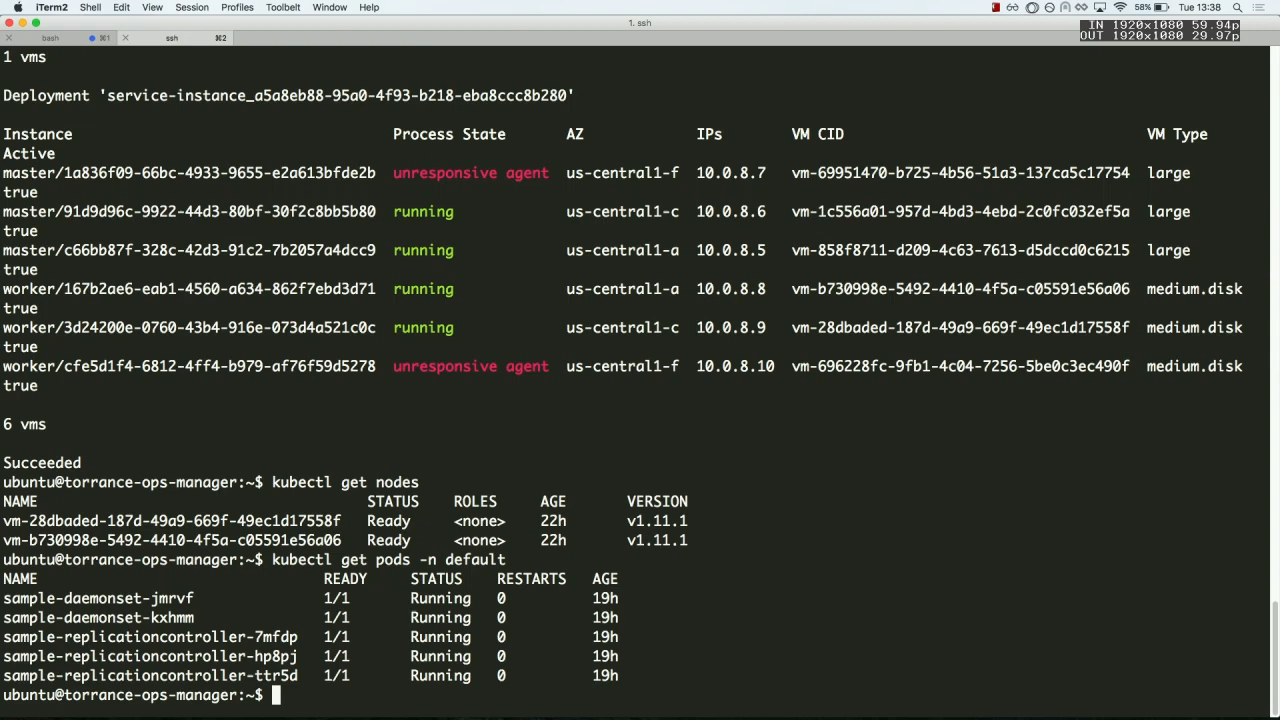 iTerm2 Shell Edit View Session Profiles Toolbelt Window Help 58% Tue 13:38
1. ssh
IN 1920x1080 59.94p
OUT 1920x1080 29.97p
bash ⌘1 ssh ⌘2
1 vms
Deployment 'service-instance_a5a8eb88-95a0-4f93-b218-eba8ccc8b280'
Instance Process State AZ IPs VM CID VM Type
Active
master/1a836f09-66bc-4933-9655-e2a613bfde2b unresponsive agent us-central1-f 10.0.8.7 vm-69951470-b725-4b56-51a3-137ca5c17754 large
true
master/91d9d96c-9922-44d3-80bf-30f2c8bb5b80 running us-central1-c 10.0.8.6 vm-1c556a01-957d-4bd3-4ebd-2c0fc032ef5a large
true
master/c66bb87f-328c-42d3-91c2-7b2057a4dcc9 running us-central1-a 10.0.8.5 vm-858f8711-d209-4c63-7613-d5dccd0c6215 large
true
worker/167b2ae6-eab1-4560-a634-862f7ebd3d71 running us-central1-a 10.0.8.8 vm-b730998e-5492-4410-4f5a-c05591e56a06 medium.disk
true
worker/3d24200e-0760-43b4-916e-073d4a521c0c running us-central1-c 10.0.8.9 vm-28dbaded-187d-49a9-669f-49ec1d17558f medium.disk
true
worker/cfe5d1f4-6812-4ff4-b979-af76f59d5278 unresponsive agent us-central1-f 10.0.8.10 vm-696228fc-9fb1-4c04-7256-5be0c3ec490f medium.disk
true
6 vms
Succeeded
ubuntu@torrance-ops-manager:~$ kubectl get nodes
NAME STATUS ROLES AGE VERSION
vm-28dbaded-187d-49a9-669f-49ec1d17558f Ready <none> 22h v1.11.1
vm-b730998e-5492-4410-4f5a-c05591e56a06 Ready <none> 22h v1.11.1
ubuntu@torrance-ops-manager:~$ kubectl get pods -n default
NAME READY STATUS RESTARTS AGE
sample-daemonset-jmrvf 1/1 Running 0 19h
sample-daemonset-kxhmm 1/1 Running 0 19h
sample-replicationcontroller-7mfdp 1/1 Running 0 19h
sample-replicationcontroller-hp8pj 1/1 Running 0 19h
sample-replicationcontroller-ttr5d 1/1 Running 0 19h
ubuntu@torrance-ops-manager:~$